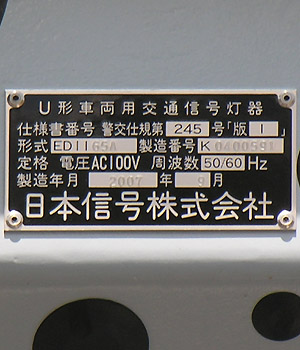 U形車両用交通信号灯器
仕様書番号 警交仕規第 245 号「版 1 」
形式 ED1165A 製造番号 K 0400591
定格 電圧AC100V 周波数 50/60 Hz
製造年月 2007 年 9 月
日本信号株式会社